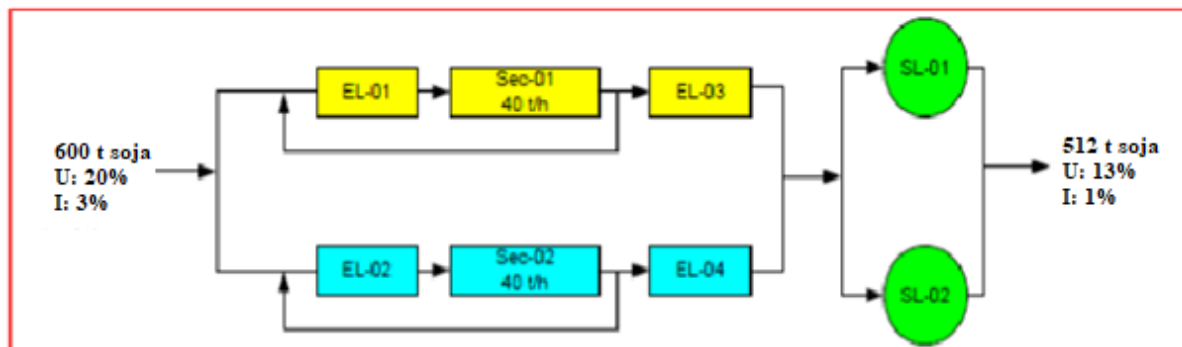 600 t soja
U: 20%
I: 3%
EL-01
Sec-01
40 t/h
EL-03
EL-02
Sec-02
40 t/h
EL-04
SL-01
SL-02
512 t soja
U: 13%
I: 1%